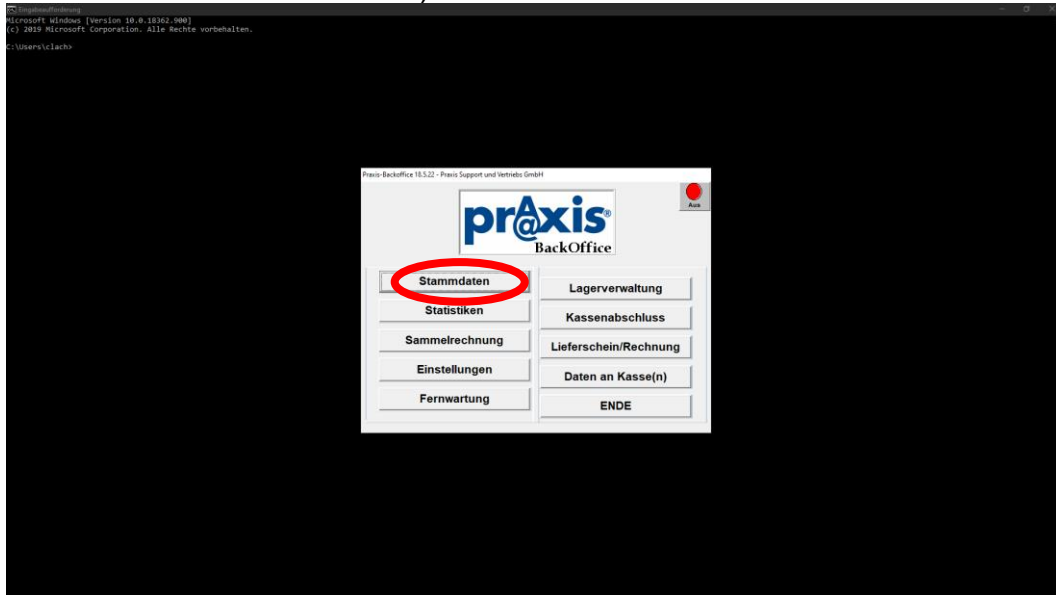 Eingabeaufforderung
Microsoft Windows [Version 10.0.18362.900]
(c) 2019 Microsoft Corporation. Alle Rechte vorbehalten.
C:\Users\clach>
Praxis-Backoffice 18.5.22 - Praxis Support und Vertriebs GmbH
Aus
pr@Axis®
BackOffice
Stammdaten
Statistiken
Sammelrechnung
Einstellungen
Fernwartung
Lagerverwaltung
Kassenabschluss
Lieferschein/Rechnung
Daten an Kasse(n)
ENDE